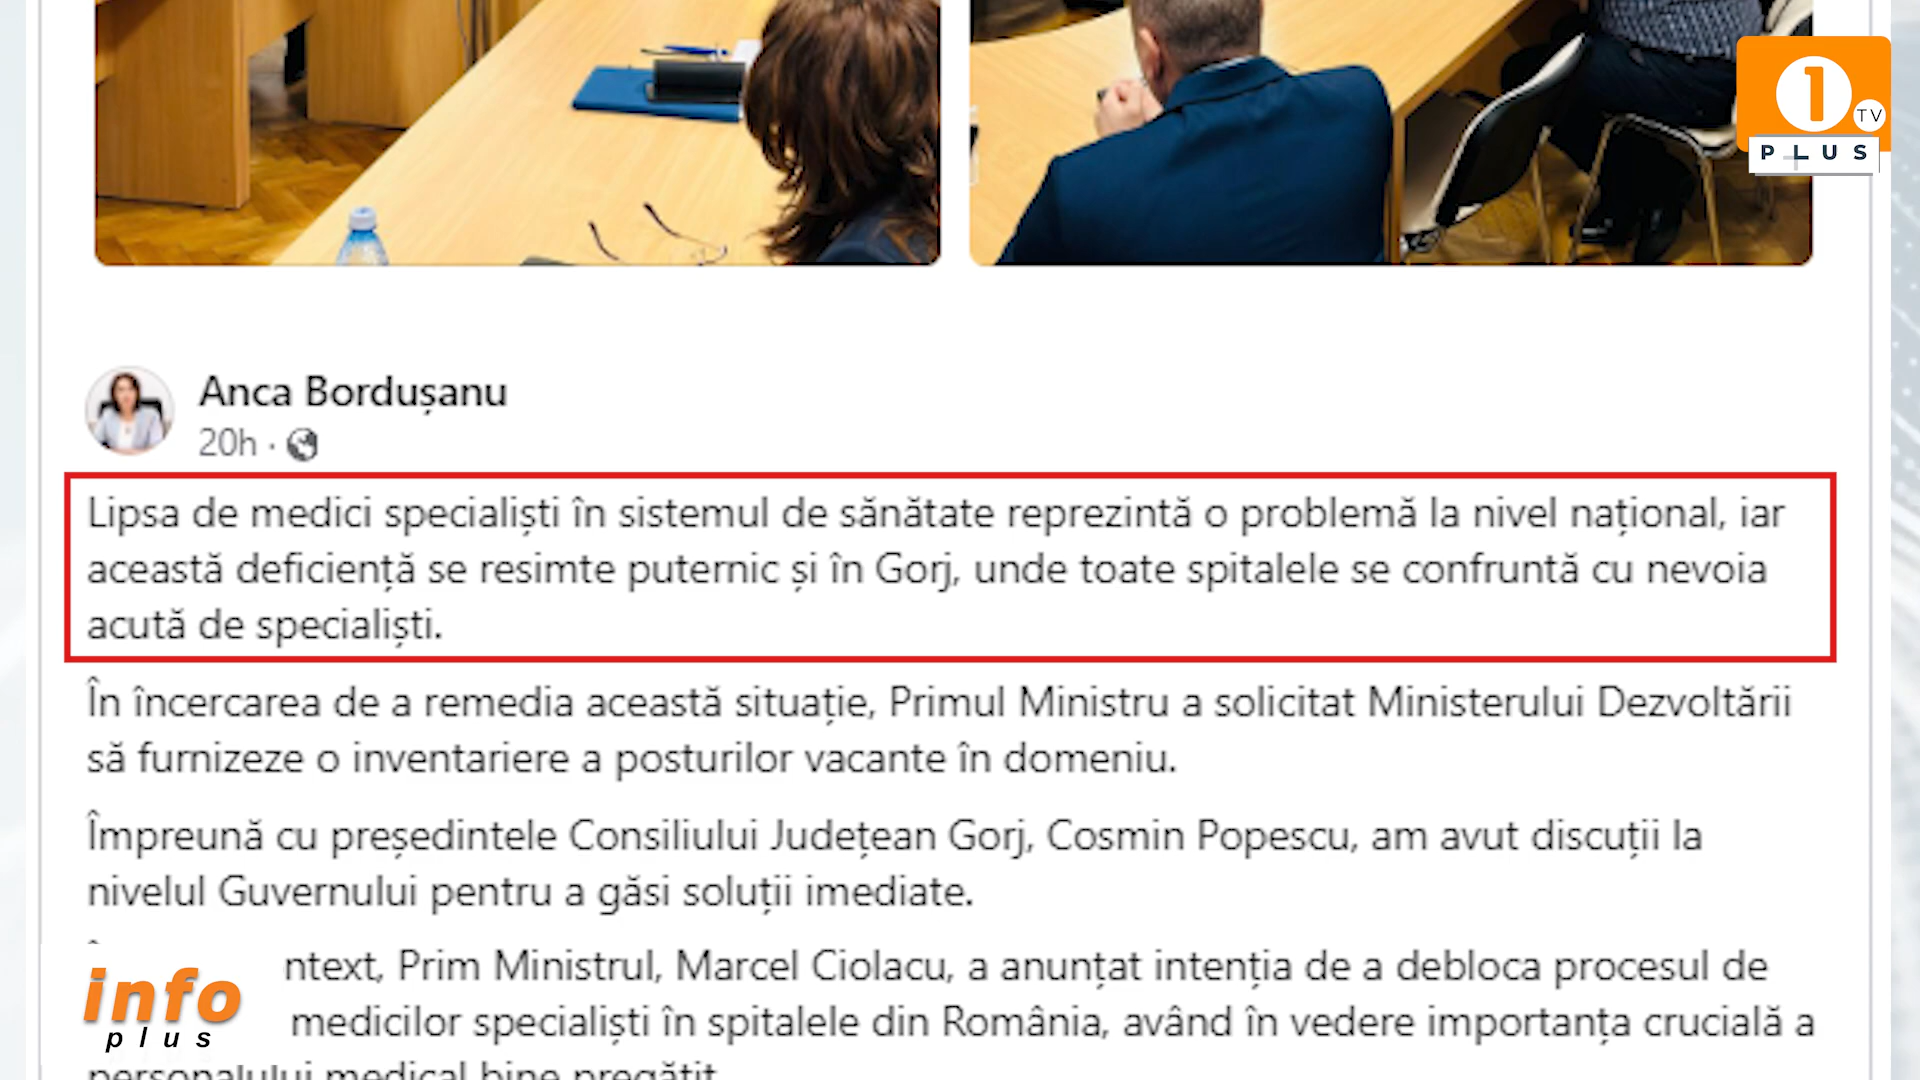 1
TV
PLUS
Anca Bordușanu
20h ·
Lipsa de medici specialiști în sistemul de sănătate reprezintă o problemă la nivel național, iar
această deficiență se resimte puternic și în Gorj, unde toate spitalele se confruntă cu nevoia
acută de specialiști.
În încercarea de a remedia această situație, Primul Ministru a solicitat Ministerului Dezvoltării
să furnizeze o inventariere a posturilor vacante în domeniu.
Împreună cu președintele Consiliului Județean Gorj, Cosmin Popescu, am avut discuții la
nivelul Guvernului pentru a găsi soluții imediate.
ntext, Prim Ministrul, Marcel Ciolacu, a anunțat intenția de a debloca procesul de
medicilor specialiști în spitalele din România, având în vedere importanța crucială a
personalului medical bine pregătit
info
plus